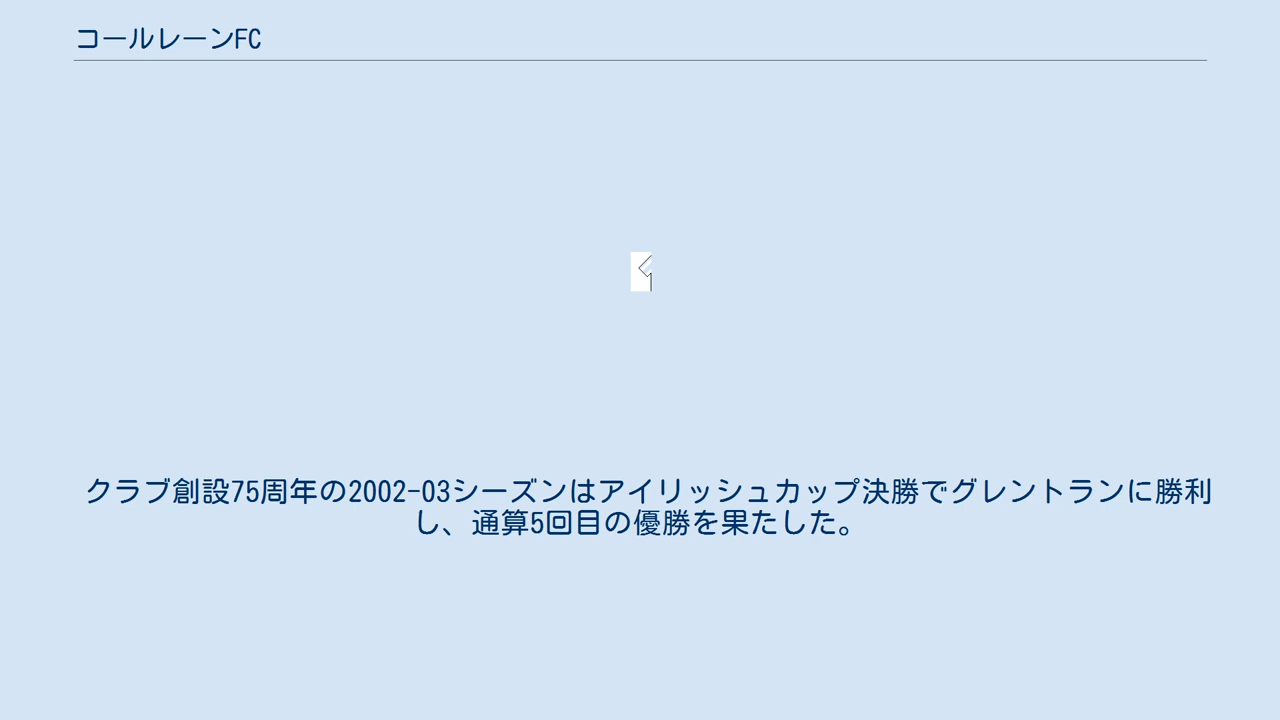 コールレーンFC
クラブ創設75周年の2002-03シーズンはアイリッシュカップ決勝でグレントランに勝利
し、通算5回目の優勝を果たした。